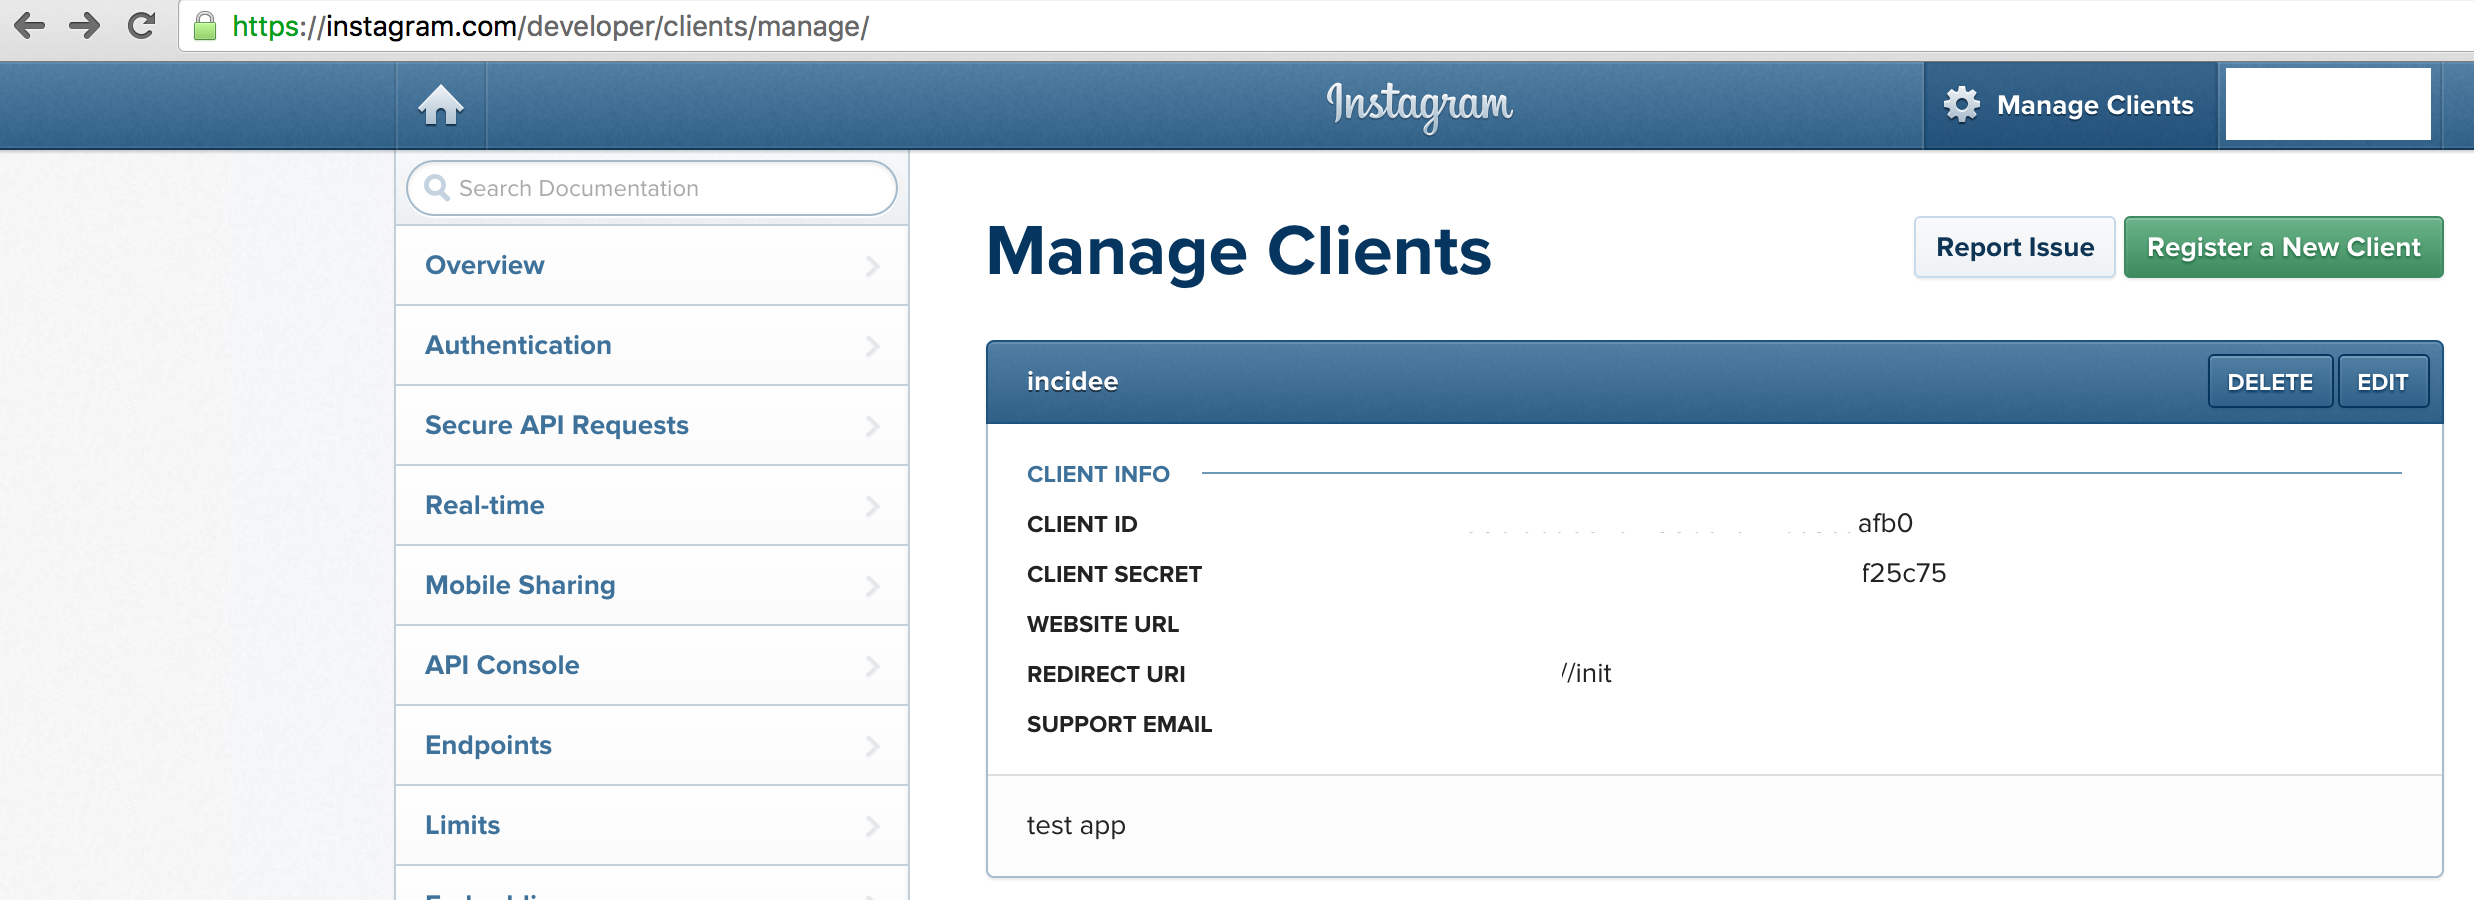 https://instagram.com/developer/clients/manage/
Instagram
Manage Clients
Search Documentation
Overview
Authentication
Secure API Requests
Real-time
Mobile Sharing
API Console
Endpoints
Limits
Manage Clients
Report Issue
Register a New Client
incidee
DELETE
EDIT
CLIENT INFO
CLIENT ID afb0
CLIENT SECRET f25c75
WEBSITE URL
REDIRECT URI //init
SUPPORT EMAIL
test app